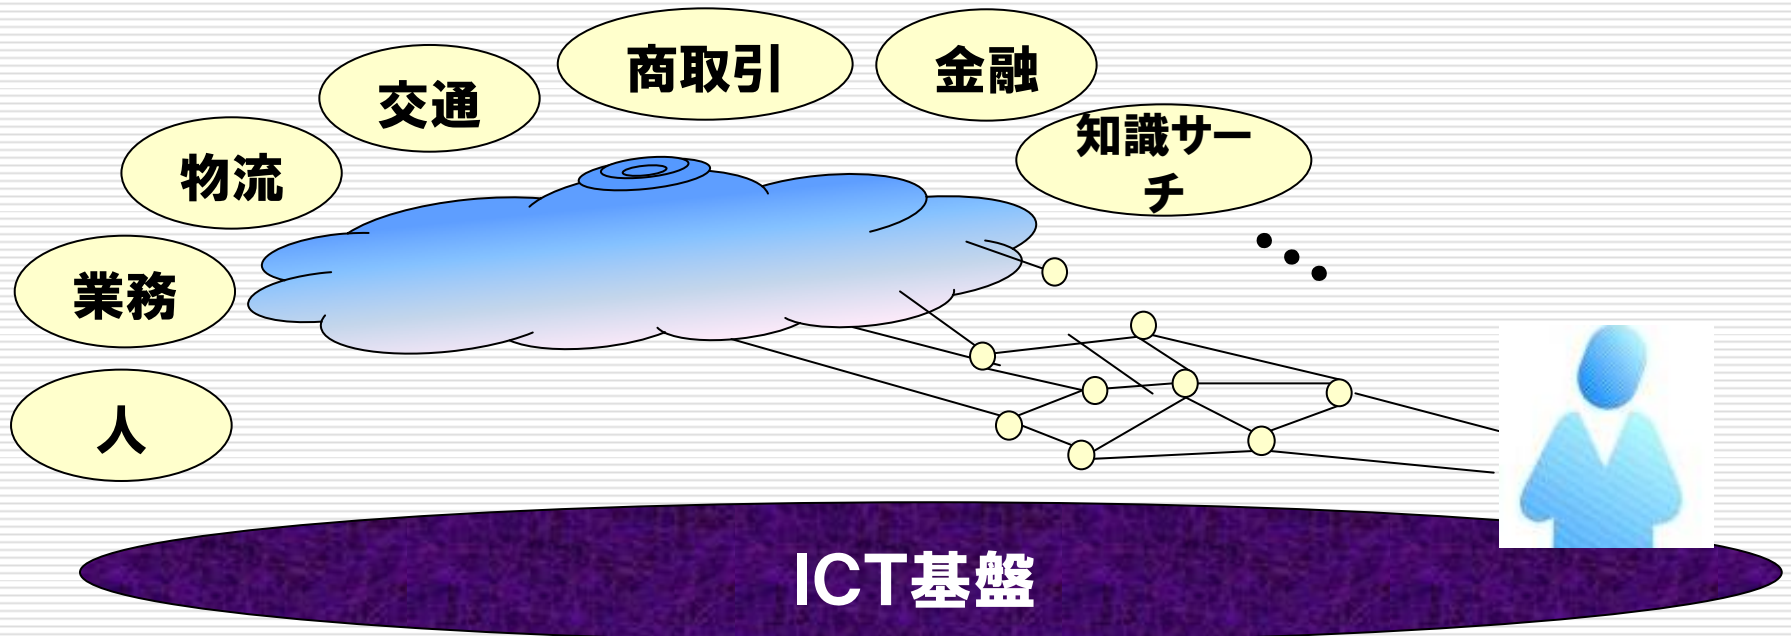 商取引
金融
交通
知識サー
チ
物流
業務
人
ICT基盤